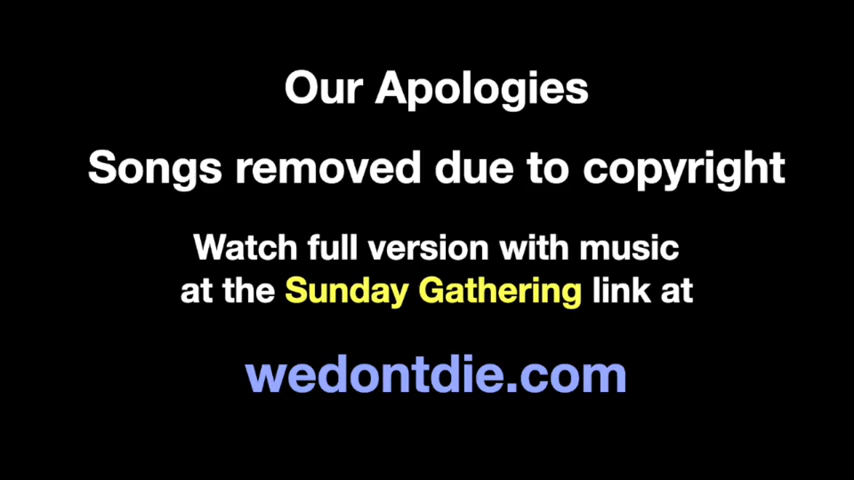 Our Apologies
Songs removed due to copyright
Watch full version with music
at the Sunday Gathering link at
wedontdie.com